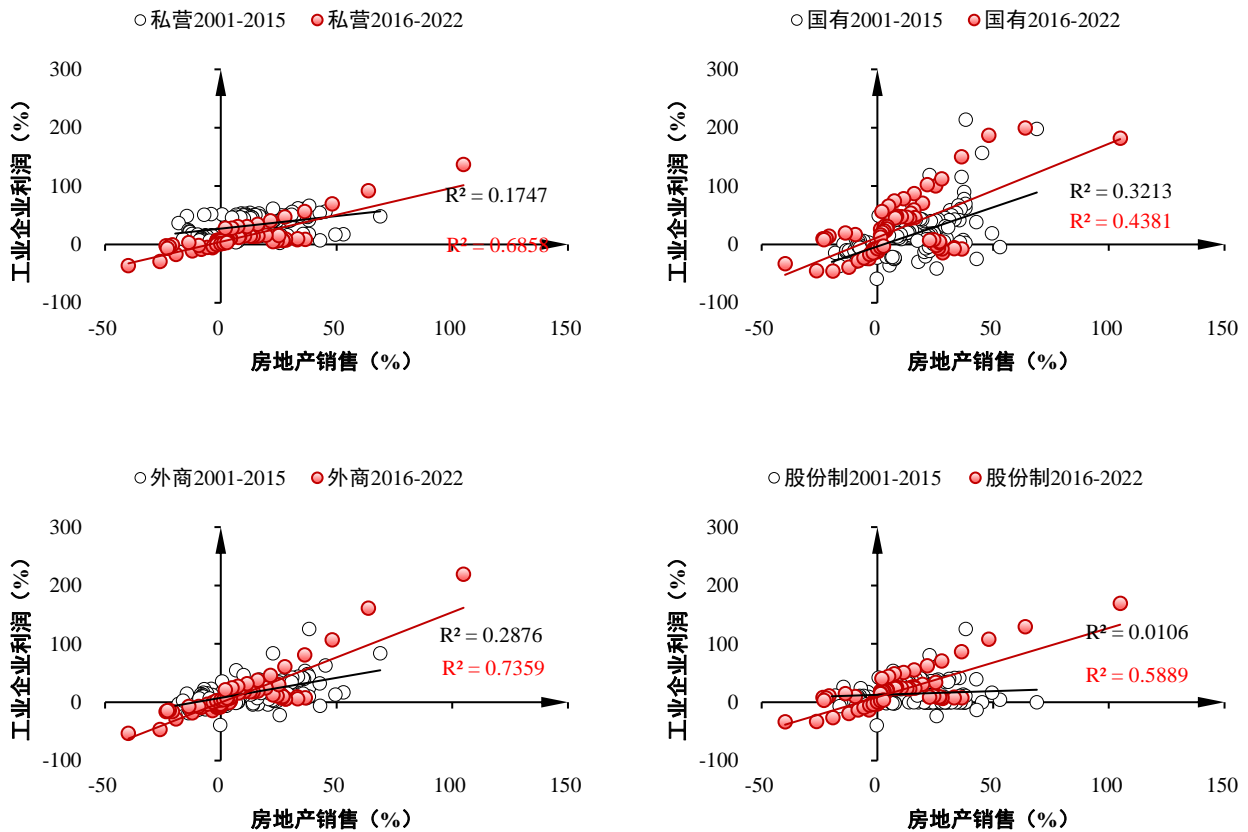 私营2001-2015 私营2016-2022
300
200
100
0
-100
-50 0 50 100 150
工业企业利润（%）
房地产销售（%）
R² = 0.1747
R² = 0.6858
国有2001-2015 国有2016-2022
300
200
100
0
-100
-50 0 50 100 150
工业企业利润（%）
房地产销售（%）
R² = 0.3213
R² = 0.4381
外商2001-2015 外商2016-2022
300
200
100
0
-100
-50 0 50 100 150
工业企业利润（%）
房地产销售（%）
R² = 0.2876
R² = 0.7359
股份制2001-2015 股份制2016-2022
300
200
100
0
-100
-50 0 50 100 150
工业企业利润（%）
房地产销售（%）
R² = 0.0106
R² = 0.5889